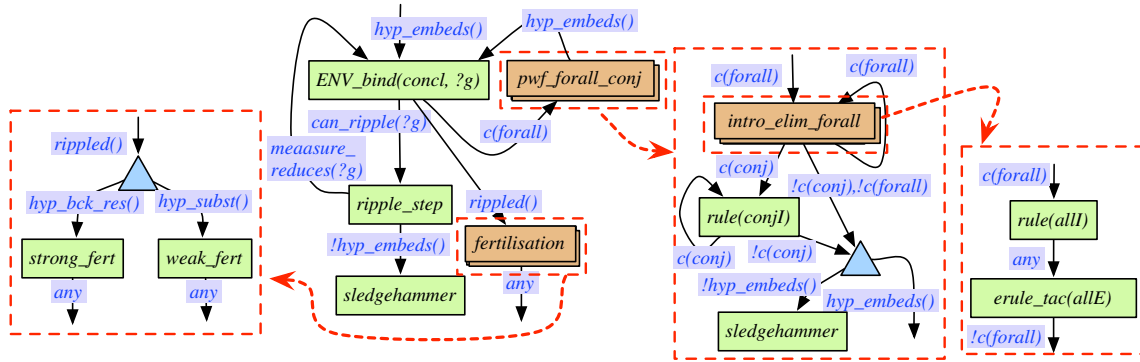 hyp_embeds()
hyp_embeds()
ENV_bind(concl, ?g)
pwf_forall_conj
can_ripple(?g)
c(forall)
meaasure_
reduces(?g)
ripple_step
rippled()
!hyp_embeds()
fertilisation
sledgehammer
any
rippled()
hyp_bck_res()
hyp_subst()
strong_fert
weak_fert
any
any
c(forall)
c(forall)
intro_elim_forall
c(conj)
!c(conj),!c(forall)
rule(conjI)
c(conj)
!c(conj)
!hyp_embeds()
hyp_embeds()
sledgehammer
c(forall)
rule(allI)
any
erule_tac(allE)
!c(forall)